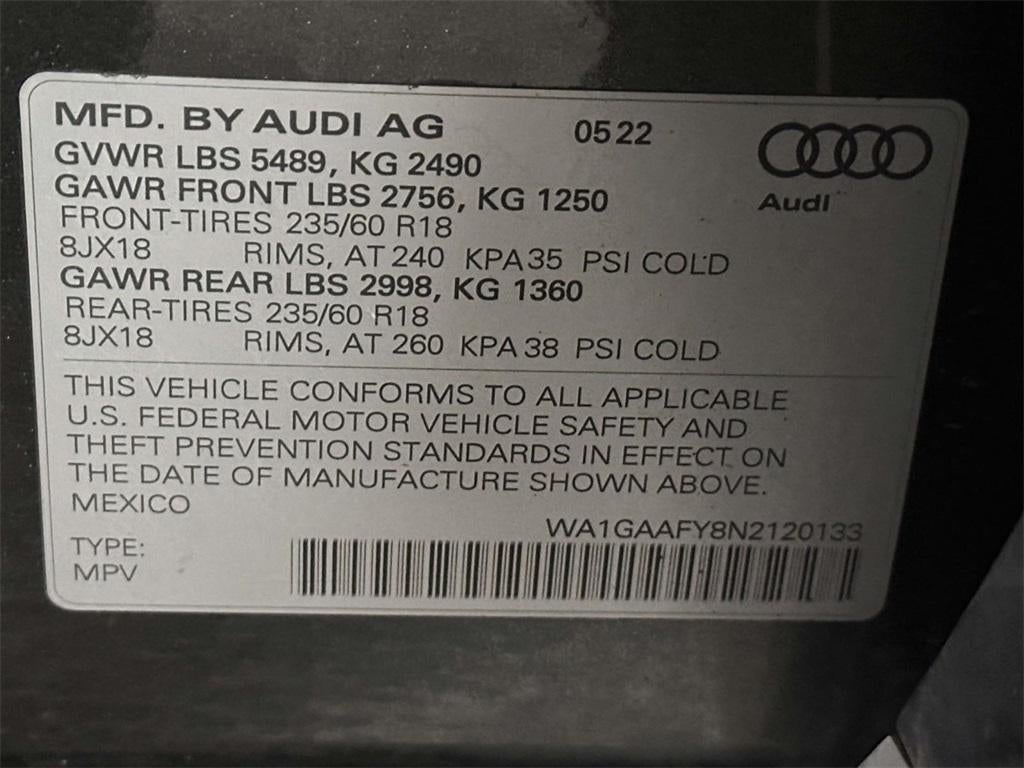 MFD. BY AUDI AG 05 22
GVWR LBS 5489, KG 2490
GAWR FRONT LBS 2756, KG 1250
Audi
FRONT-TIRES 235/60 R18
8JX18 RIMS, AT 240 KPA 35 PSI COLD
GAWR REAR LBS 2998, KG 1360
REAR-TIRES 235/60 R18
8JX18 RIMS, AT 260 KPA 38 PSI COLD
THIS VEHICLE CONFORMS TO ALL APPLICABLE
U.S. FEDERAL MOTOR VEHICLE SAFETY AND
THEFT PREVENTION STANDARDS IN EFFECT ON
THE DATE OF MANUFACTURE SHOWN ABOVE.
MEXICO
WA1GAAFY8N2120133
TYPE:
MPV